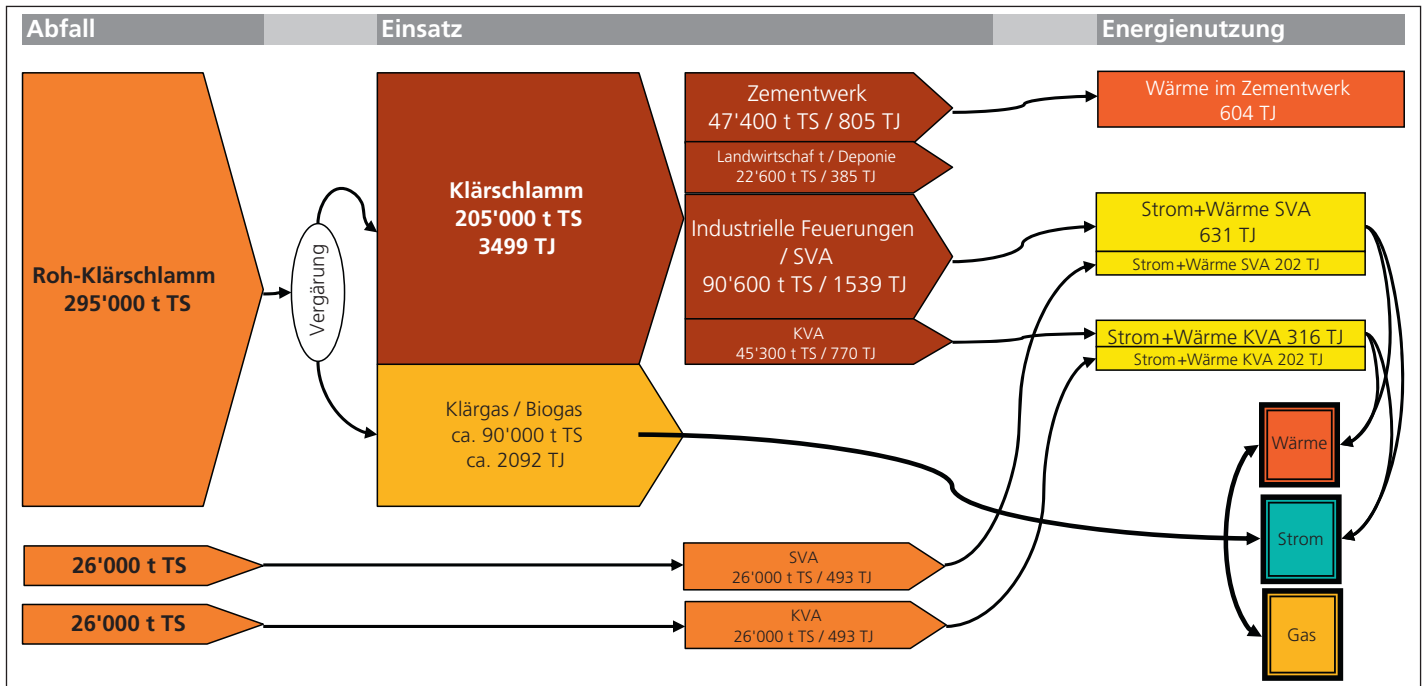 Abfall
Einsatz
Energienutzung
Roh-Klärschlamm
295'000 t TS
Vergärung
Klärschlamm
205'000 t TS
3499 TJ
Klärgas / Biogas
ca. 90'000 t TS
ca. 2092 TJ
Zementwerk
47'400 t TS / 805 TJ
Landwirtschaf t / Deponie
22'600 t TS / 385 TJ
Industrielle Feuerungen
/ SVA
90'600 t TS / 1539 TJ
KVA
45'300 t TS / 770 TJ
Wärme im Zementwerk
604 TJ
Strom+Wärme SVA
631 TJ
Strom+Wärme SVA 202 TJ
Strom+Wärme KVA 316 TJ
Strom+Wärme KVA 202 TJ
Wärme
Strom
Gas
26'000 t TS
SVA
26'000 t TS / 493 TJ
26'000 t TS
KVA
26'000 t TS / 493 TJ